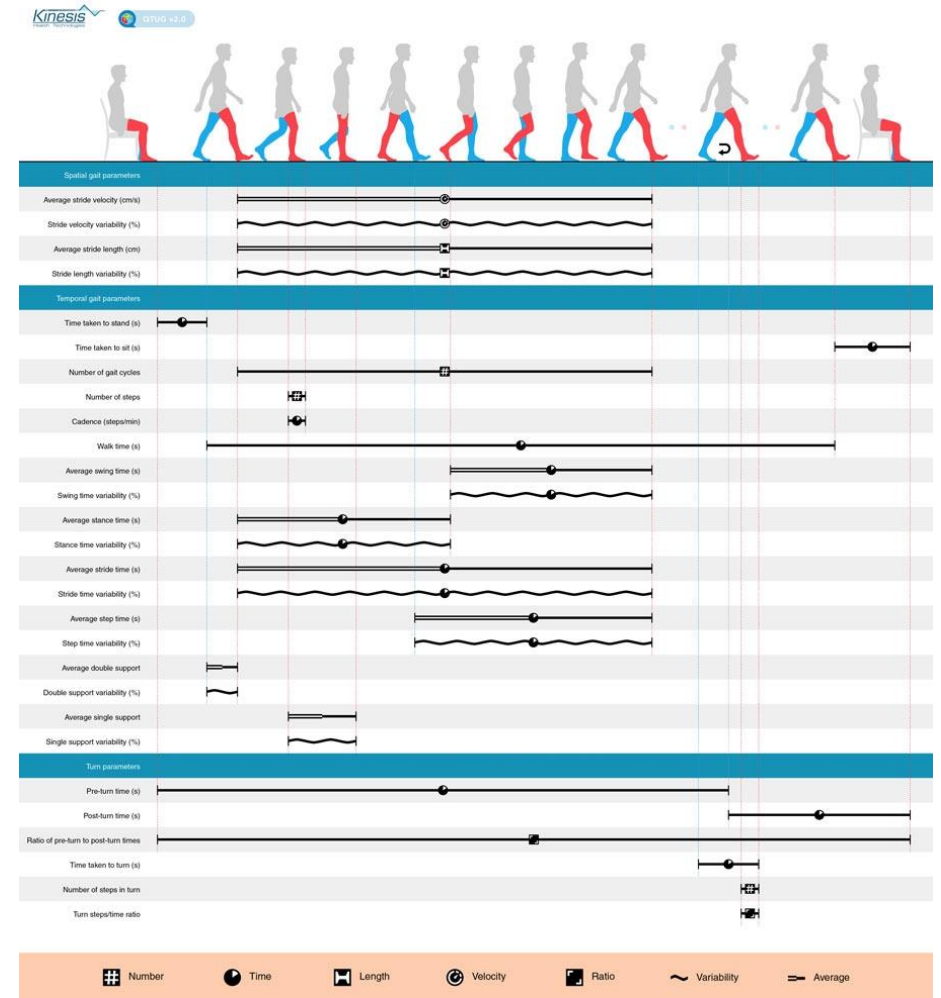 Kinesis
Health Technologies
QTUG v2.0
Spatial gait parameters
Average stride velocity (cm/s)
Stride velocity variability (%)
Average stride length (cm)
Stride length variability (%)
Temporal gait parameters
Time taken to stand (s)
Time taken to sit (s)
Number of gait cycles
Number of steps
Cadence (steps/min)
Walk time (s)
Average swing time (s)
Swing time variability (%)
Average stance time (s)
Stance time variability (%)
Average stride time (s)
Stride time variability (%)
Average step time (s)
Step time variability (%)
Average double support
Double support variability (%)
Average single support
Single support variability (%)
Turn parameters
Pre-turn time (s)
Post-turn time (s)
Ratio of pre-turn to post-turn times
Time taken to turn (s)
Number of steps in turn
Turn steps/time ratio
Number Time Length Velocity Ratio Variability Average